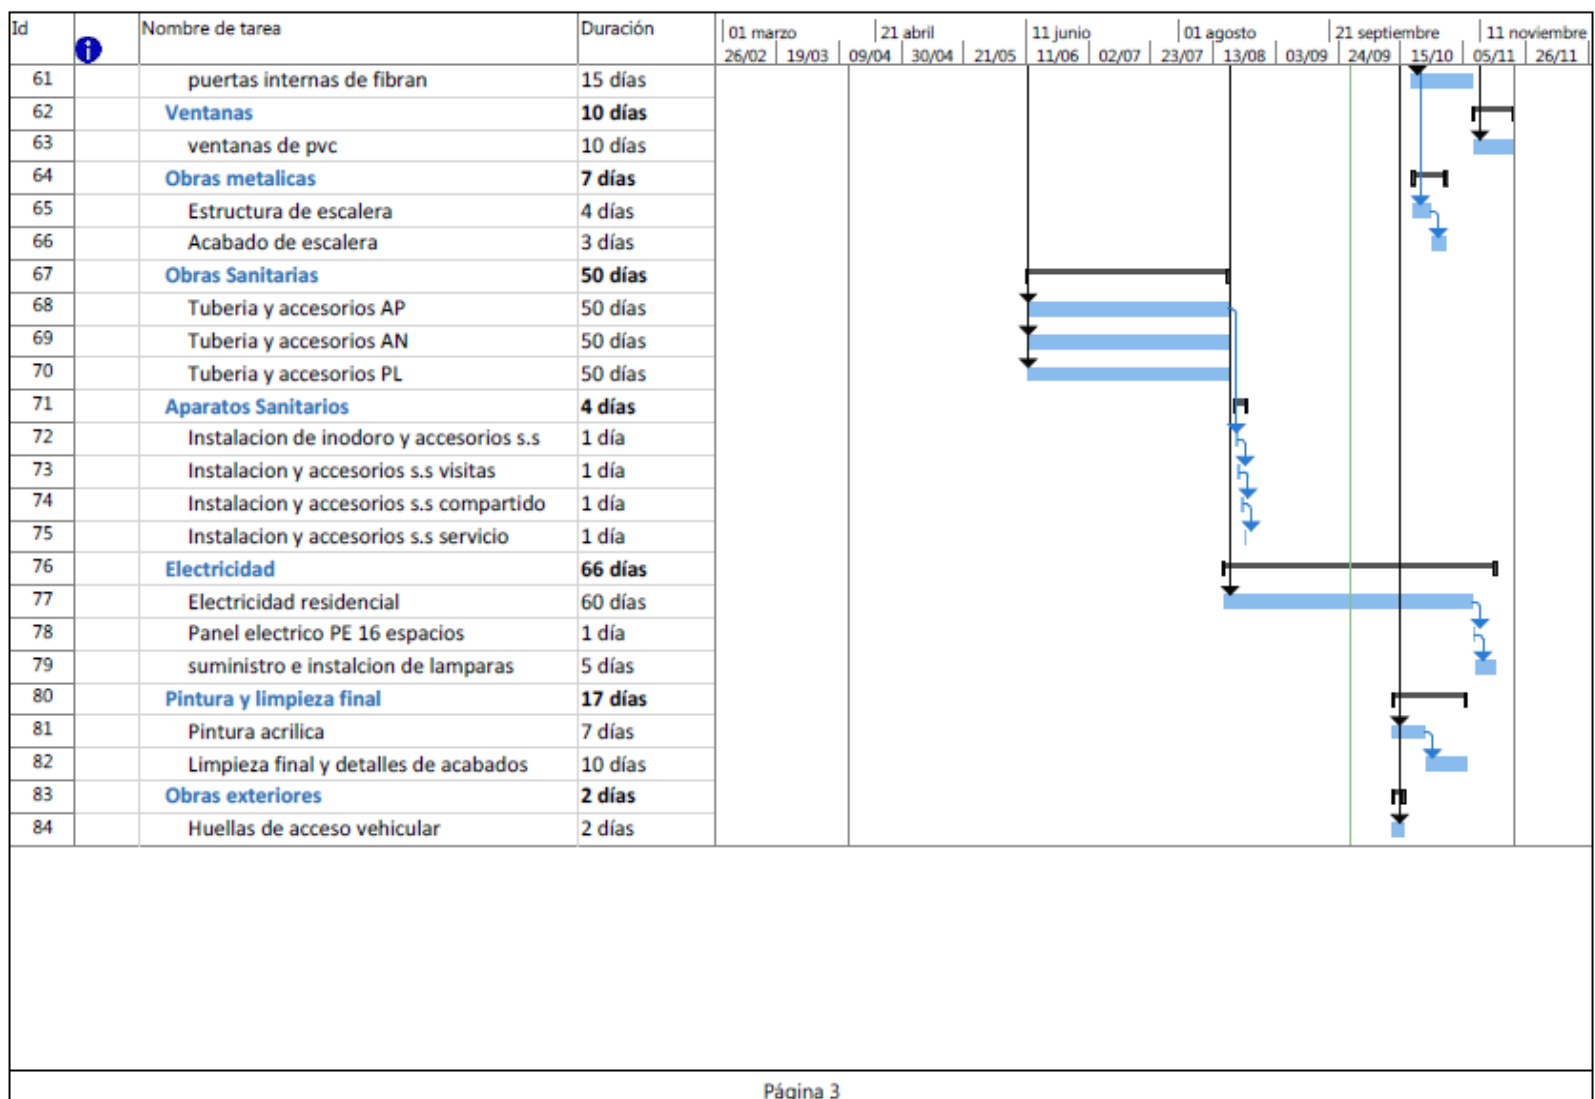 Id Nombre de tarea Duración 01 marzo 21 abril 11 junio 01 agosto 21 septiembre 11 noviembre
i 26/02 19/03 09/04 30/04 21/05 11/06 02/07 23/07 13/08 03/09 24/09 15/10 05/11 26/11
61 puertas internas de fibran 15 días
62 Ventanas 10 días
63 ventanas de pvc 10 días
64 Obras metalicas 7 días
65 Estructura de escalera 4 días
66 Acabado de escalera 3 días
67 Obras Sanitarias 50 días
68 Tuberia y accesorios AP 50 días
69 Tuberia y accesorios AN 50 días
70 Tuberia y accesorios PL 50 días
71 Aparatos Sanitarios 4 días
72 Instalacion de inodoro y accesorios s.s 1 día
73 Instalacion y accesorios s.s visitas 1 día
74 Instalacion y accesorios s.s compartido 1 día
75 Instalacion y accesorios s.s servicio 1 día
76 Electricidad 66 días
77 Electricidad residencial 60 días
78 Panel electrico PE 16 espacios 1 día
79 suministro e instalcion de lamparas 5 días
80 Pintura y limpieza final 17 días
81 Pintura acrilica 7 días
82 Limpieza final y detalles de acabados 10 días
83 Obras exteriores 2 días
84 Huellas de acceso vehicular 2 días
Página 3